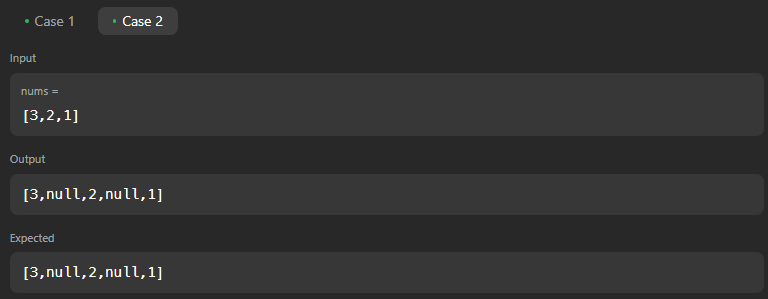 Case 1 Case 2
Input
nums =
[3,2,1]
Output
[3,null,2,null,1]
Expected
[3,null,2,null,1]